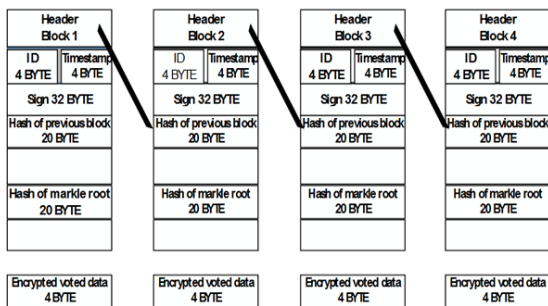 Header
Block 1
ID
4 BYTE
Timestamp
4 BYTE
Sign 32 BYTE
Hash of previous block
20 BYTE
Hash of markle root
20 BYTE
Encrypted voted data
4 BYTE
Header
Block 2
ID
4 BYTE
Timestamp
4 BYTE
Sign 32 BYTE
Hash of previous block
20 BYTE
Hash of markle root
20 BYTE
Encrypted voted data
4 BYTE
Header
Block 3
ID
4 BYTE
Timestamp
4 BYTE
Sign 32 BYTE
Hash of previous block
20 BYTE
Hash of markle root
20 BYTE
Encrypted voted data
4 BYTE
Header
Block 4
ID
4 BYTE
Timestamp
4 BYTE
Sign 32 BYTE
Hash of previous block
20 BYTE
Hash of markle root
20 BYTE
Encrypted voted data
4 BYTE